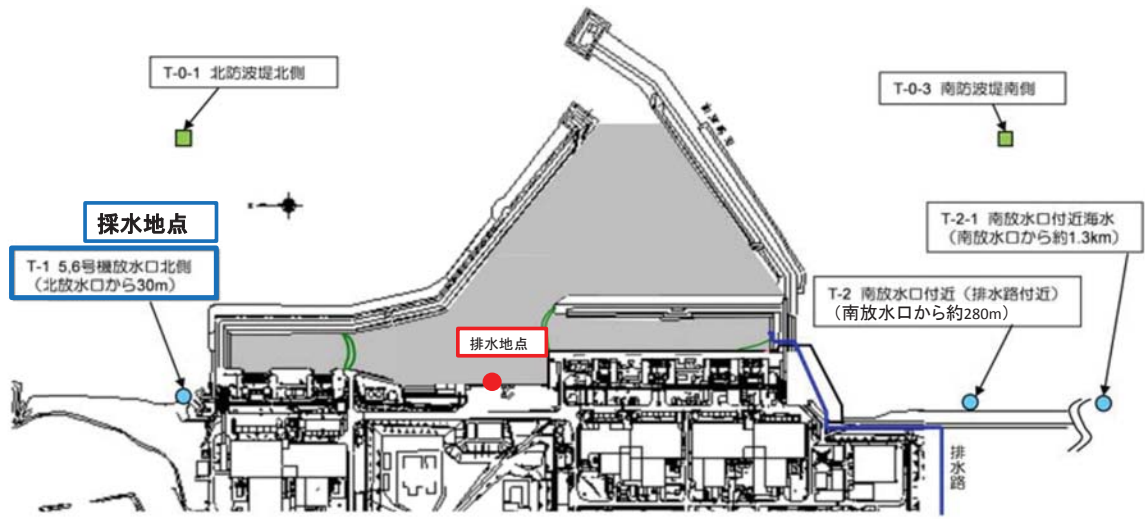 T-0-1 北防波堤北側
T-0-3 南防波堤南側
採水地点
T-1 5,6号機放水口北側
(北放水口から30m)
T-2-1 南放水口付近海水
(南放水口から約1.3km)
T-2 南放水口付近(排水路付近)
(南放水口から約280m)
排水地点
排水路